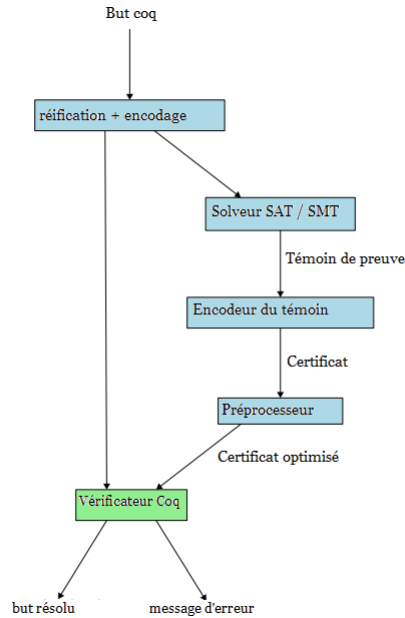 But coq
réification + encodage
Solveur SAT / SMT
Témoin de preuve
Encodeur du témoin
Certificat
Préprocesseur
Certificat optimisé
Vérificateur Coq
but résolu
message d'erreur